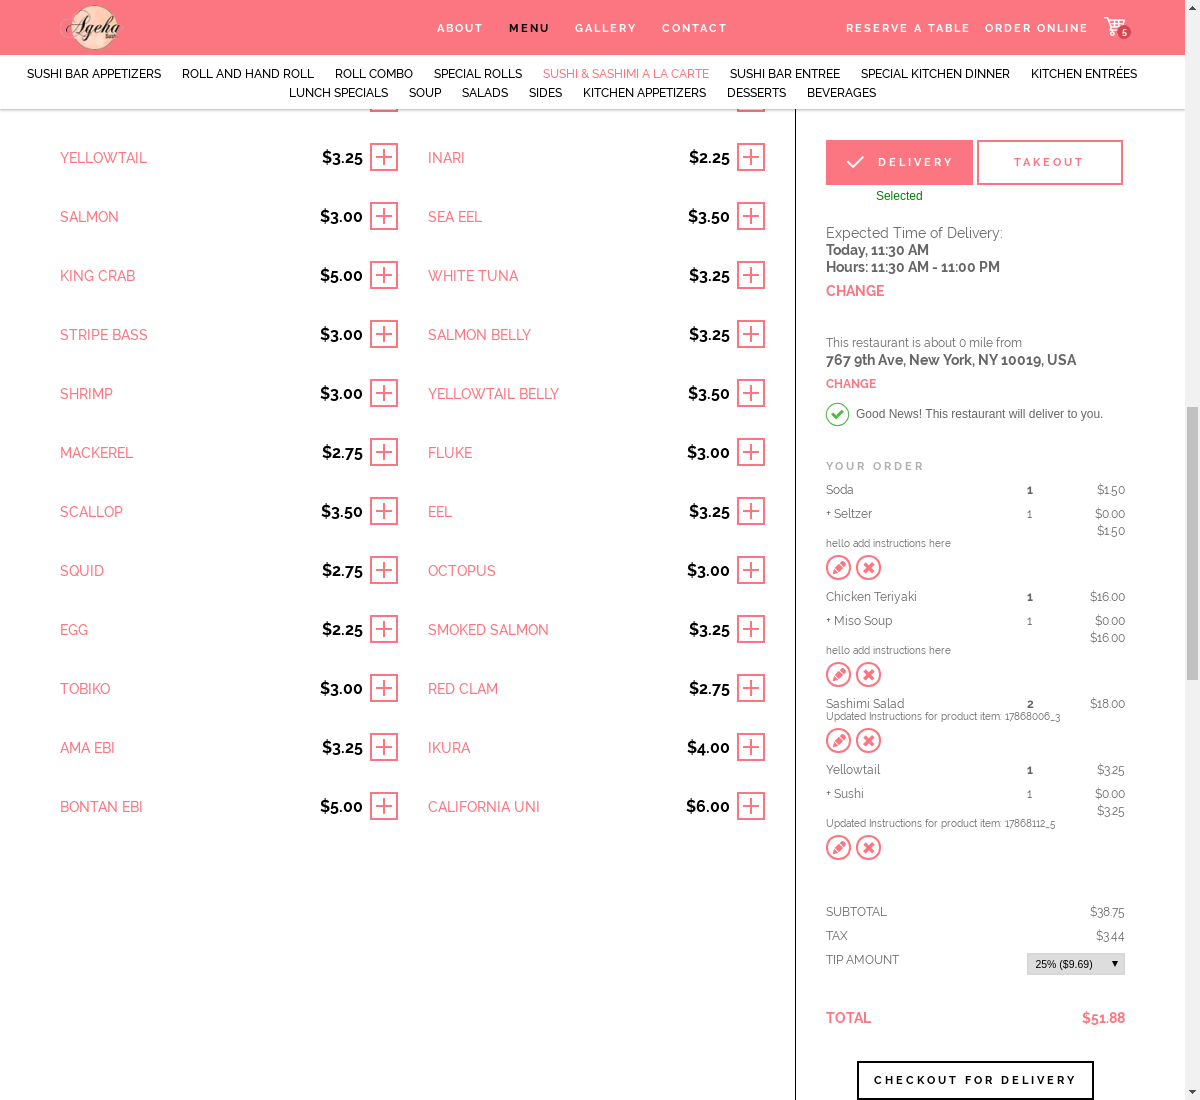 Ageha
ABOUT MENU GALLERY CONTACT RESERVE A TABLE ORDER ONLINE 5
SUSHI BAR APPETIZERS ROLL AND HAND ROLL ROLL COMBO SPECIAL ROLLS SUSHI & SASHIMI A LA CARTE SUSHI BAR ENTREE SPECIAL KITCHEN DINNER KITCHEN ENTRÉES
LUNCH SPECIALS SOUP SALADS SIDES KITCHEN APPETIZERS DESSERTS BEVERAGES
YELLOWTAIL $3.25 INARI $2.25
SALMON $3.00 SEA EEL $3.50
KING CRAB $5.00 WHITE TUNA $3.25
STRIPE BASS $3.00 SALMON BELLY $3.25
SHRIMP $3.00 YELLOWTAIL BELLY $3.50
MACKEREL $2.75 FLUKE $3.00
SCALLOP $3.50 EEL $3.25
SQUID $2.75 OCTOPUS $3.00
EGG $2.25 SMOKED SALMON $3.25
TOBIKO $3.00 RED CLAM $2.75
AMA EBI $3.25 IKURA $4.00
BONTAN EBI $5.00 CALIFORNIA UNI $6.00
DELIVERY TAKEOUT
Selected
Expected Time of Delivery:
Today, 11:30 AM
Hours: 11:30 AM - 11:00 PM
CHANGE
This restaurant is about 0 mile from
767 9th Ave, New York, NY 10019, USA
CHANGE
Good News! This restaurant will deliver to you.
YOUR ORDER
Soda 1 $1.50
+ Seltzer 1 $0.00
$1.50
hello add instructions here
Chicken Teriyaki 1 $16.00
+ Miso Soup 1 $0.00
$16.00
hello add instructions here
Sashimi Salad 2 $18.00
Updated Instructions for product item: 17868006_3
Yellowtail 1 $3.25
+ Sushi 1 $0.00
$3.25
Updated Instructions for product item: 17868112_5
SUBTOTAL $38.75
TAX $3.44
TIP AMOUNT 25% ($9.69)
TOTAL $51.88
CHECKOUT FOR DELIVERY